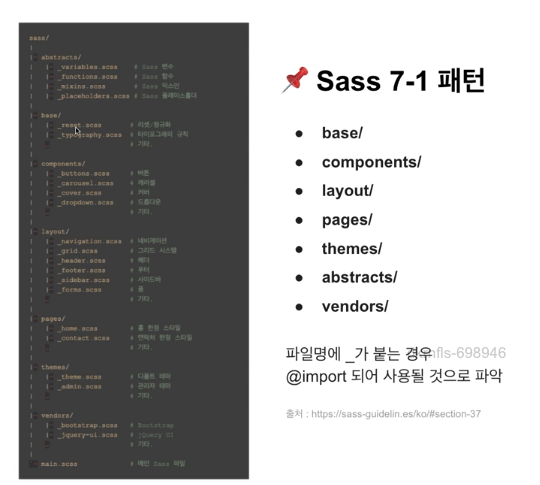 sass/
|
|- abstracts/
| |- _variables.scss # Sass 변수
| |- _functions.scss # Sass 함수
| |- _mixins.scss # Sass 믹스인
| |- _placeholders.scss # Sass 플레이스홀더
|
|- base/
| |- _reset.scss # 리셋/정규화
| |- _typography.scss # 타이포그래피 규칙
| # 기타.
|
|- components/
| |- _buttons.scss # 버튼
| |- _carousel.scss # 캐러셀
| |- _cover.scss # 커버
| |- _dropdown.scss # 드롭다운
| # 기타.
|
|- layout/
| |- _navigation.scss # 네비게이션
| |- _grid.scss # 그리드 시스템
| |- _header.scss # 헤더
| |- _footer.scss # 푸터
| |- _sidebar.scss # 사이드바
| |- _forms.scss # 폼
| # 기타.
|
|- pages/
| |- _home.scss # 홈 한정 스타일
| |- _contact.scss # 연락처 한정 스타일
| # 기타.
|
|- themes/
| |- _theme.scss # 디폴트 테마
| |- _admin.scss # 관리자 테마
| # 기타.
|
|- vendors/
| |- _bootstrap.scss # Bootstrap
| |- _jquery-ui.scss # jQuery UI
| # 기타.
|
main.scss # 메인 Sass 파일
📌 Sass 7-1 패턴
● base/
● components/
● layout/
● pages/
● themes/
● abstracts/
● vendors/
파일명에 _가 붙는 경우
@import 되어 사용될 것으로 파악
출처 : https://sass-guidelin.es/ko/#section-37